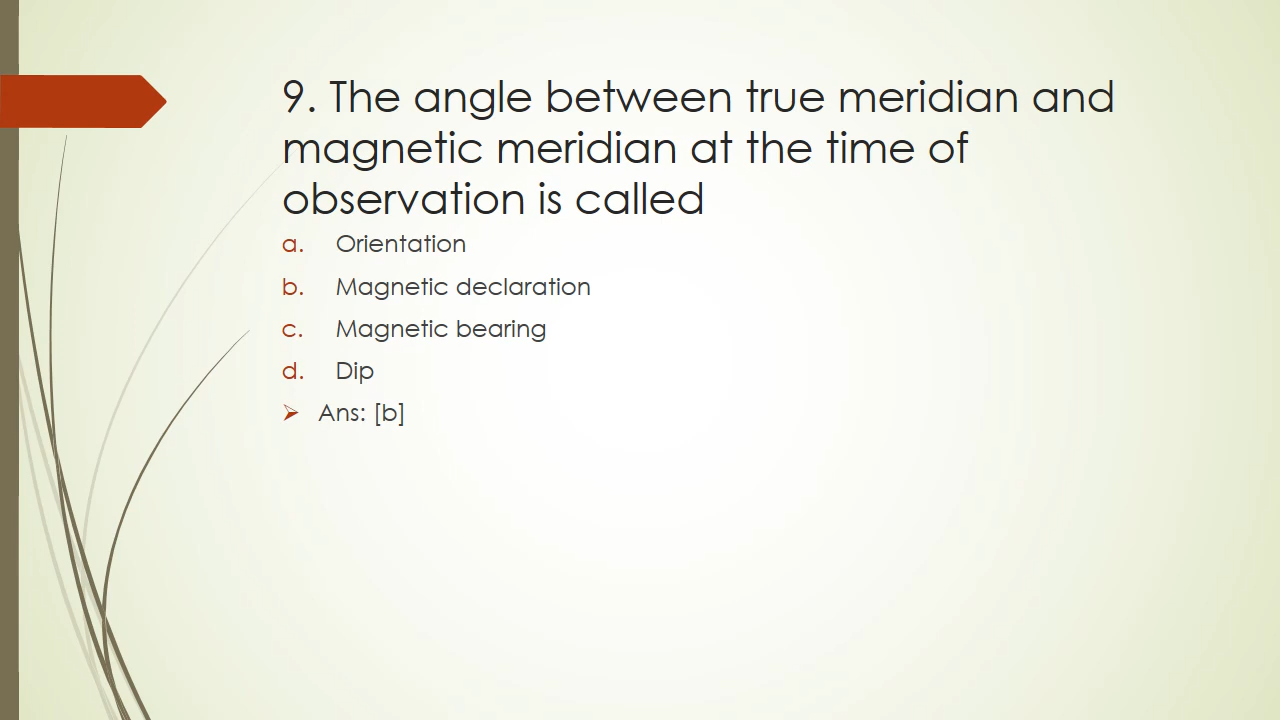 9. The angle between true meridian and
magnetic meridian at the time of
observation is called
a. Orientation
b. Magnetic declaration
c. Magnetic bearing
d. Dip
➢ Ans: [b]